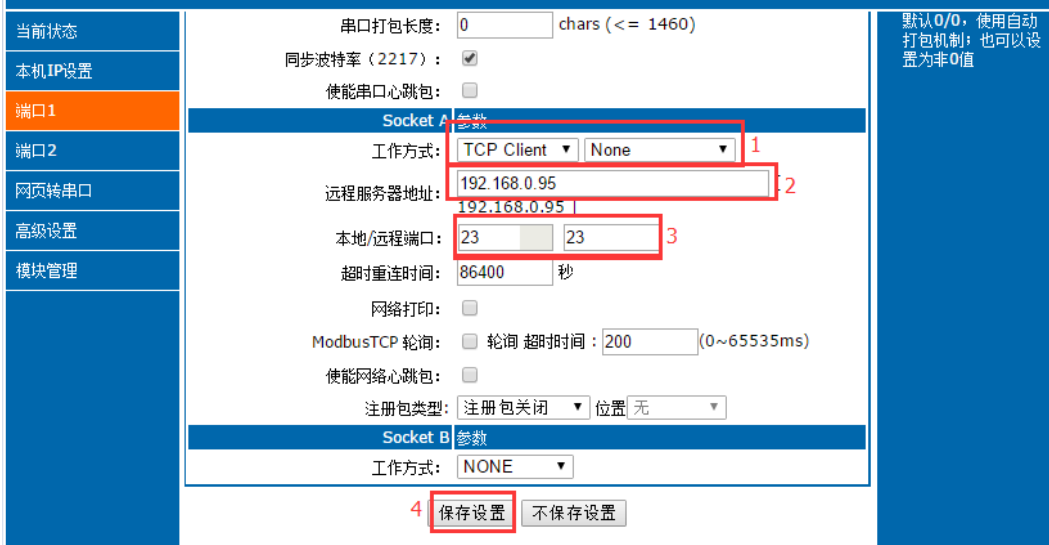 当前状态
本机IP设置
端口1
端口2
网页转串口
高级设置
模块管理
串口打包长度: 0 chars (<= 1460)
同步波特率(2217):
使能串口心跳包:
Socket A 参数
工作方式: TCP Client None 1
远程服务器地址: 192.168.0.95 2
192.168.0.95
本地/远程端口: 23 23 3
超时重连时间: 86400 秒
网络打印:
ModbusTCP 轮询: 轮询 超时时间: 200 (0~65535ms)
使能网络心跳包:
注册包类型: 注册包关闭 位置 无
Socket B 参数
工作方式: NONE
4 保存设置 不保存设置
默认0/0,使用自动
打包机制;也可以设
置为非0值